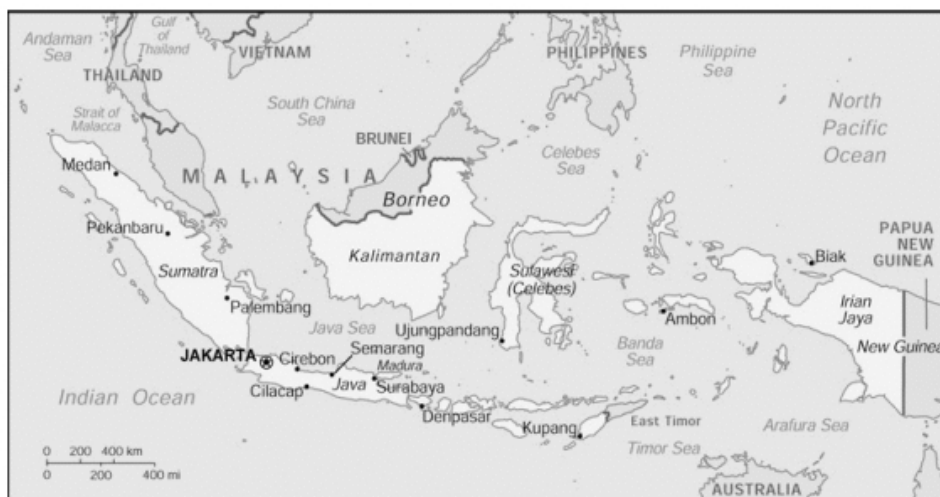 Andaman
Sea
Gulf
of
Thailand
VIETNAM
PHILIPPINES
Philippine
Sea
THAILAND
Strait of
Malacca
South China
Sea
North
Pacific
Ocean
BRUNEI
Celebes
Sea
Medan
MALAYSIA
Borneo
Pekanbaru
Kalimantan
PAPUA
NEW
GUINEA
Biak
Sumatra
Sulawesi
(Celebes)
Irian
Jaya
Palembang
Java Sea
Ujungpandang
Ambon
Banda
Sea
New Guinea
JAKARTA
Cirebon
Semarang
Madura
Java
Surabaya
Cilacap
Indian Ocean
Denpasar
Kupang
East Timor
Timor Sea
Arafura Sea
0 200 400 km
0 200 400 mi
AUSTRALIA